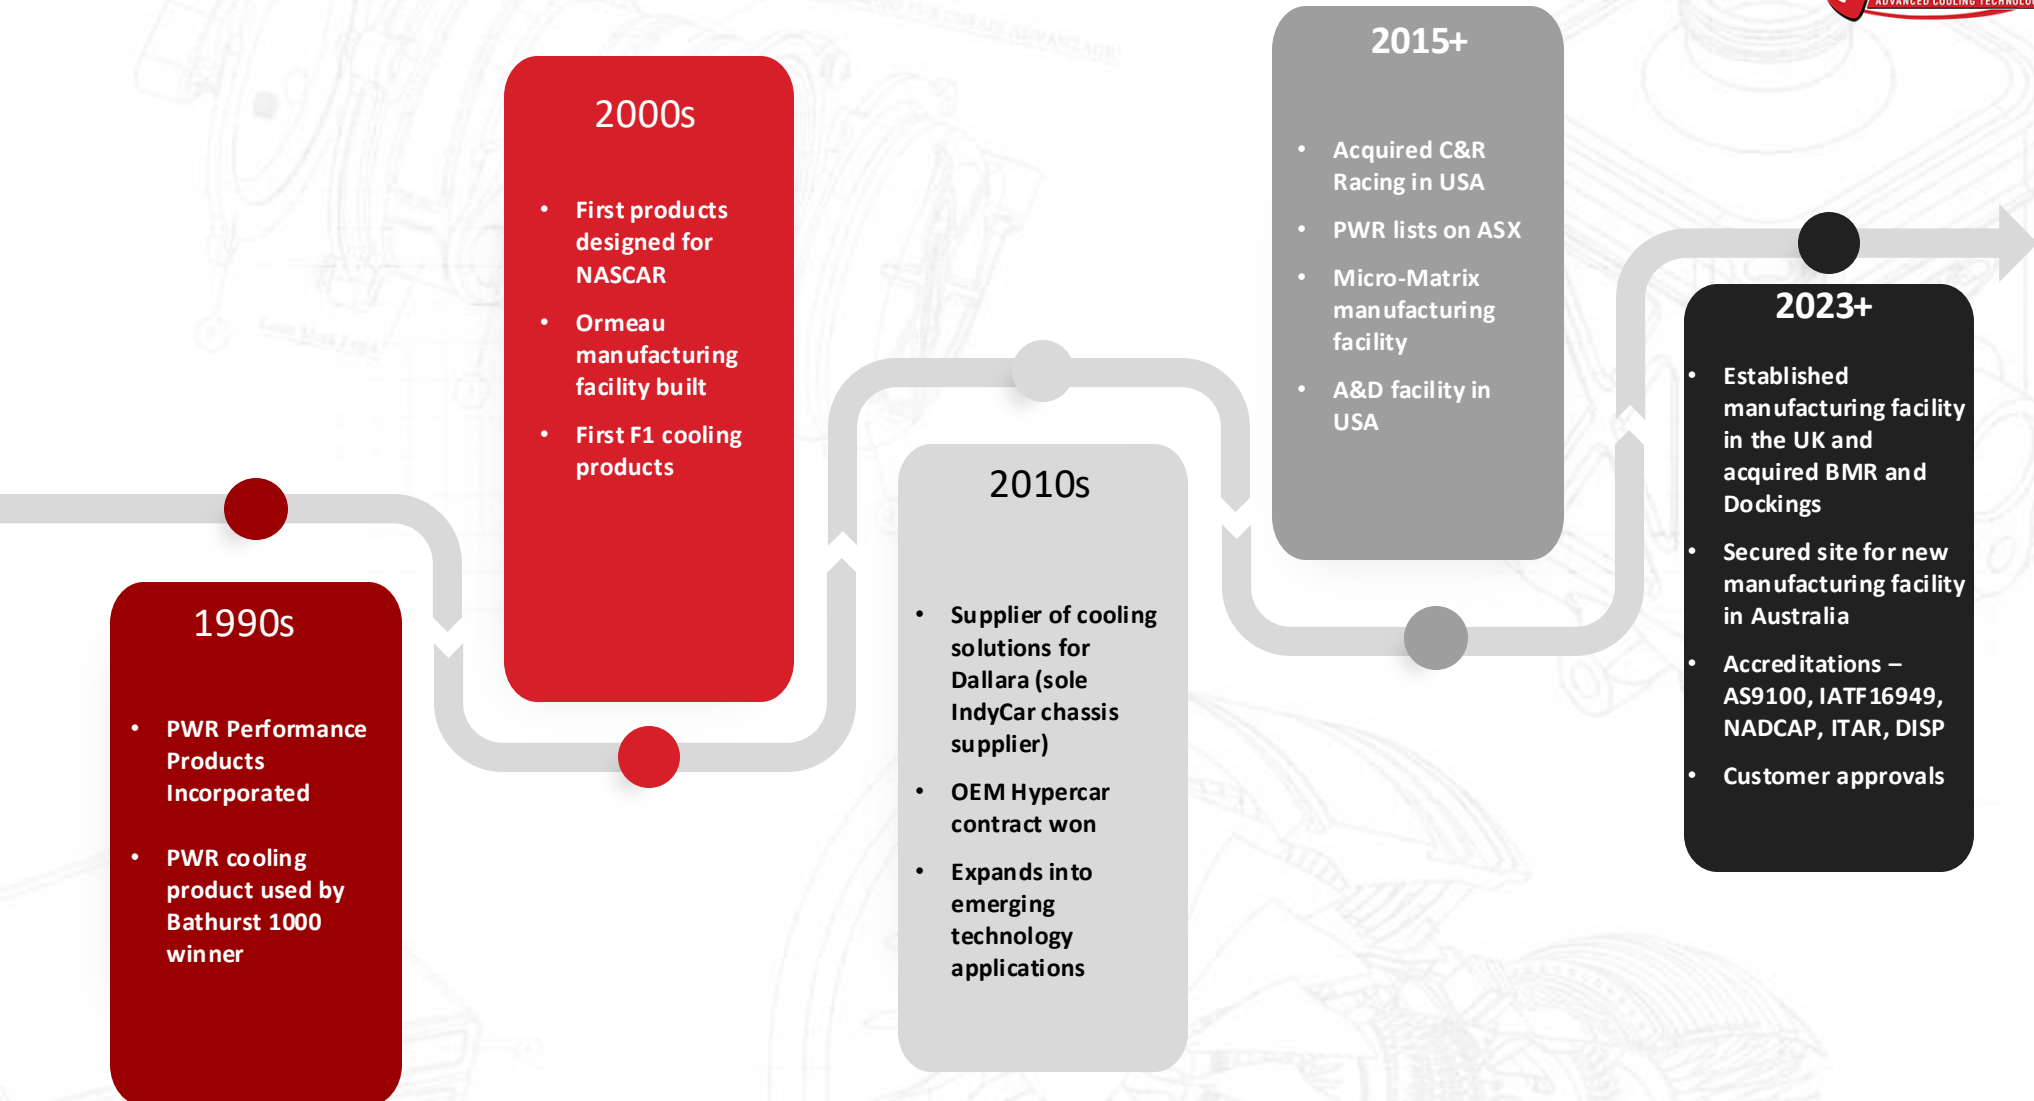 ADVANCED COOLING TECHNOLOGY
1990s
• PWR Performance
Products
Incorporated
• PWR cooling
product used by
Bathurst 1000
winner
2000s
• First products
designed for
NASCAR
• Ormeau
manufacturing
facility built
• First F1 cooling
products
2010s
• Supplier of cooling
solutions for
Dallara (sole
IndyCar chassis
supplier)
• OEM Hypercar
contract won
• Expands into
emerging
technology
applications
2015+
• Acquired C&R
Racing in USA
• PWR lists on ASX
• Micro-Matrix
manufacturing
facility
• A&D facility in
USA
2023+
• Established
manufacturing facility
in the UK and
acquired BMR and
Dockings
• Secured site for new
manufacturing facility
in Australia
• Accreditations –
AS9100, IATF16949,
NADCAP, ITAR, DISP
• Customer approvals